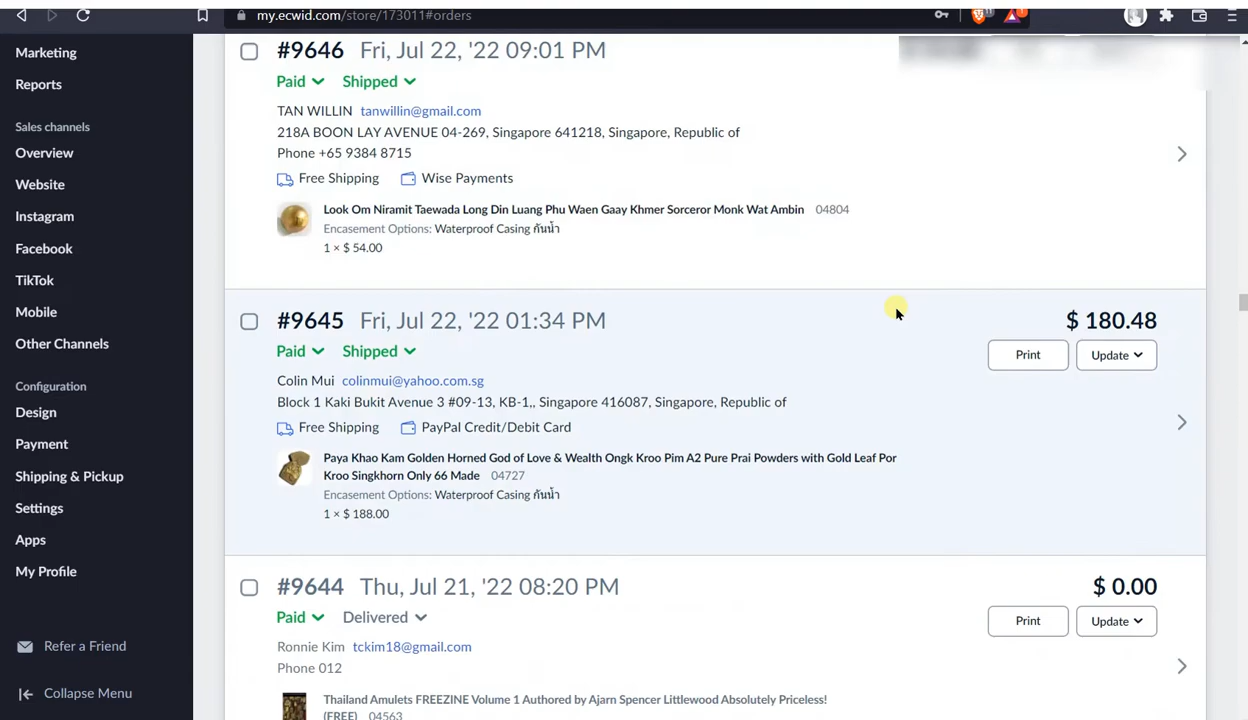 my.ecwid.com/store/173011#orders
Marketing
Reports
Sales channels
Overview
Website
Instagram
Facebook
TikTok
Mobile
Other Channels
Configuration
Design
Payment
Shipping & Pickup
Settings
Apps
My Profile
Refer a Friend
Collapse Menu
#9646 Fri, Jul 22, '22 09:01 PM
Paid Shipped
TAN WILLIN tanwillin@gmail.com
218A BOON LAY AVENUE 04-269, Singapore 641218, Singapore, Republic of
Phone +65 9384 8715
Free Shipping Wise Payments
Look Om Niramit Taewada Long Din Luang Phu Waen Gaay Khmer Sorceror Monk Wat Ambin 04804
Encasement Options: Waterproof Casing กันน้ำ
1 × $ 54.00
#9645 Fri, Jul 22, '22 01:34 PM $ 180.48
Paid Shipped Print Update
Colin Mui colinmui@yahoo.com.sg
Block 1 Kaki Bukit Avenue 3 #09-13, KB-1,, Singapore 416087, Singapore, Republic of
Free Shipping PayPal Credit/Debit Card
Paya Khao Kam Golden Horned God of Love & Wealth Ongk Kroo Pim A2 Pure Prai Powders with Gold Leaf Por
Kroo Singkhorn Only 66 Made 04727
Encasement Options: Waterproof Casing กันน้ำ
1 × $ 188.00
#9644 Thu, Jul 21, '22 08:20 PM $ 0.00
Paid Delivered Print Update
Ronnie Kim tckim18@gmail.com
Phone 012
Thailand Amulets FREEZINE Volume 1 Authored by Ajarn Spencer Littlewood Absolutely Priceless!
(FREE) 04563